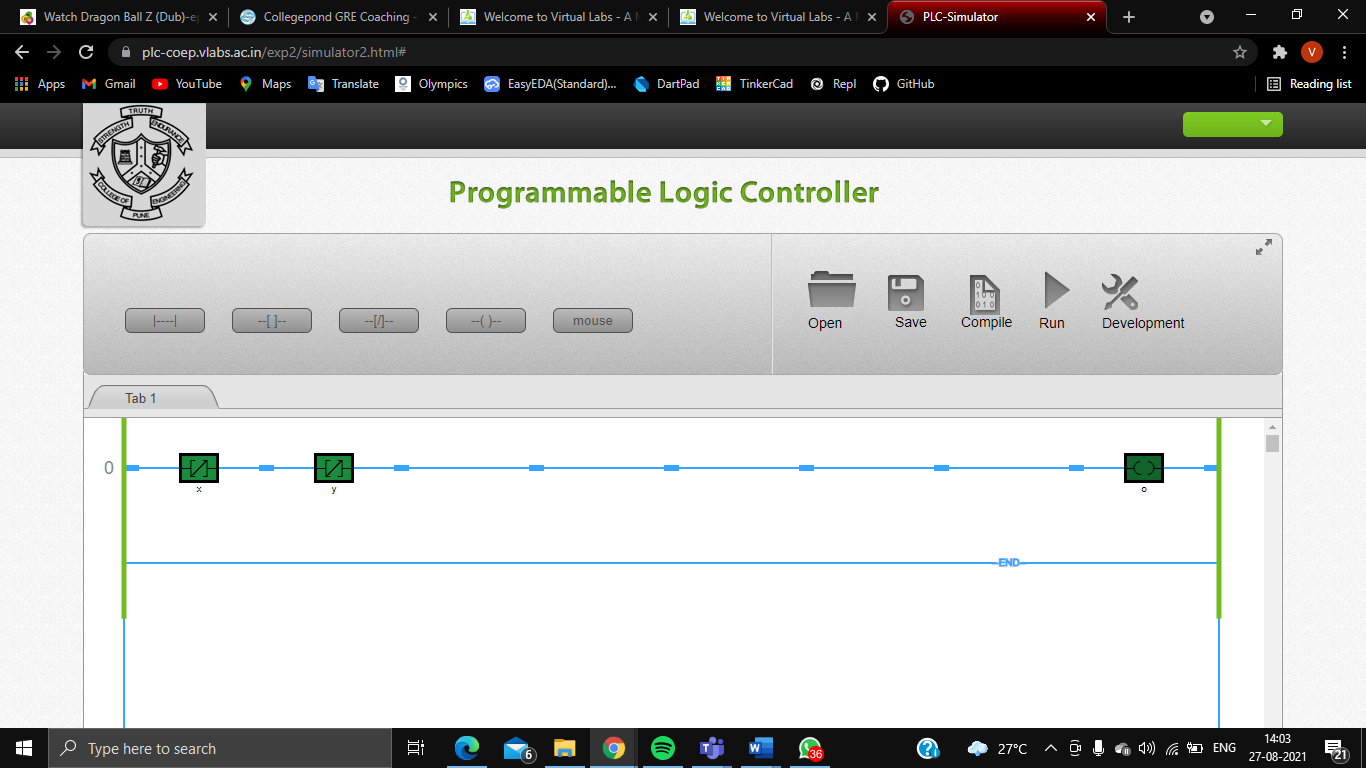 Watch Dragon Ball Z (Dub)-ep
Collegepond GRE Coaching -
Welcome to Virtual Labs - A M
Welcome to Virtual Labs - A M
PLC-Simulator
plc-coep.vlabs.ac.in/exp2/simulator2.html#
V
Apps
Gmail
YouTube
Maps
Translate
Olympics
EasyEDA(Standard)...
DartPad
TinkerCad
Repl
GitHub
Reading list
TRUTH
STRENGTH
ENDURANCE
COLLEGE OF
ENGINEERING
PUNE
Programmable Logic Controller
|----|
--[ ]--
--[/]--
--( )--
mouse
Open
Save
Compile
Run
Development
Tab 1
0
x
y
o
END
Type here to search
6
36
27°C
ENG
14:03
27-08-2021
21